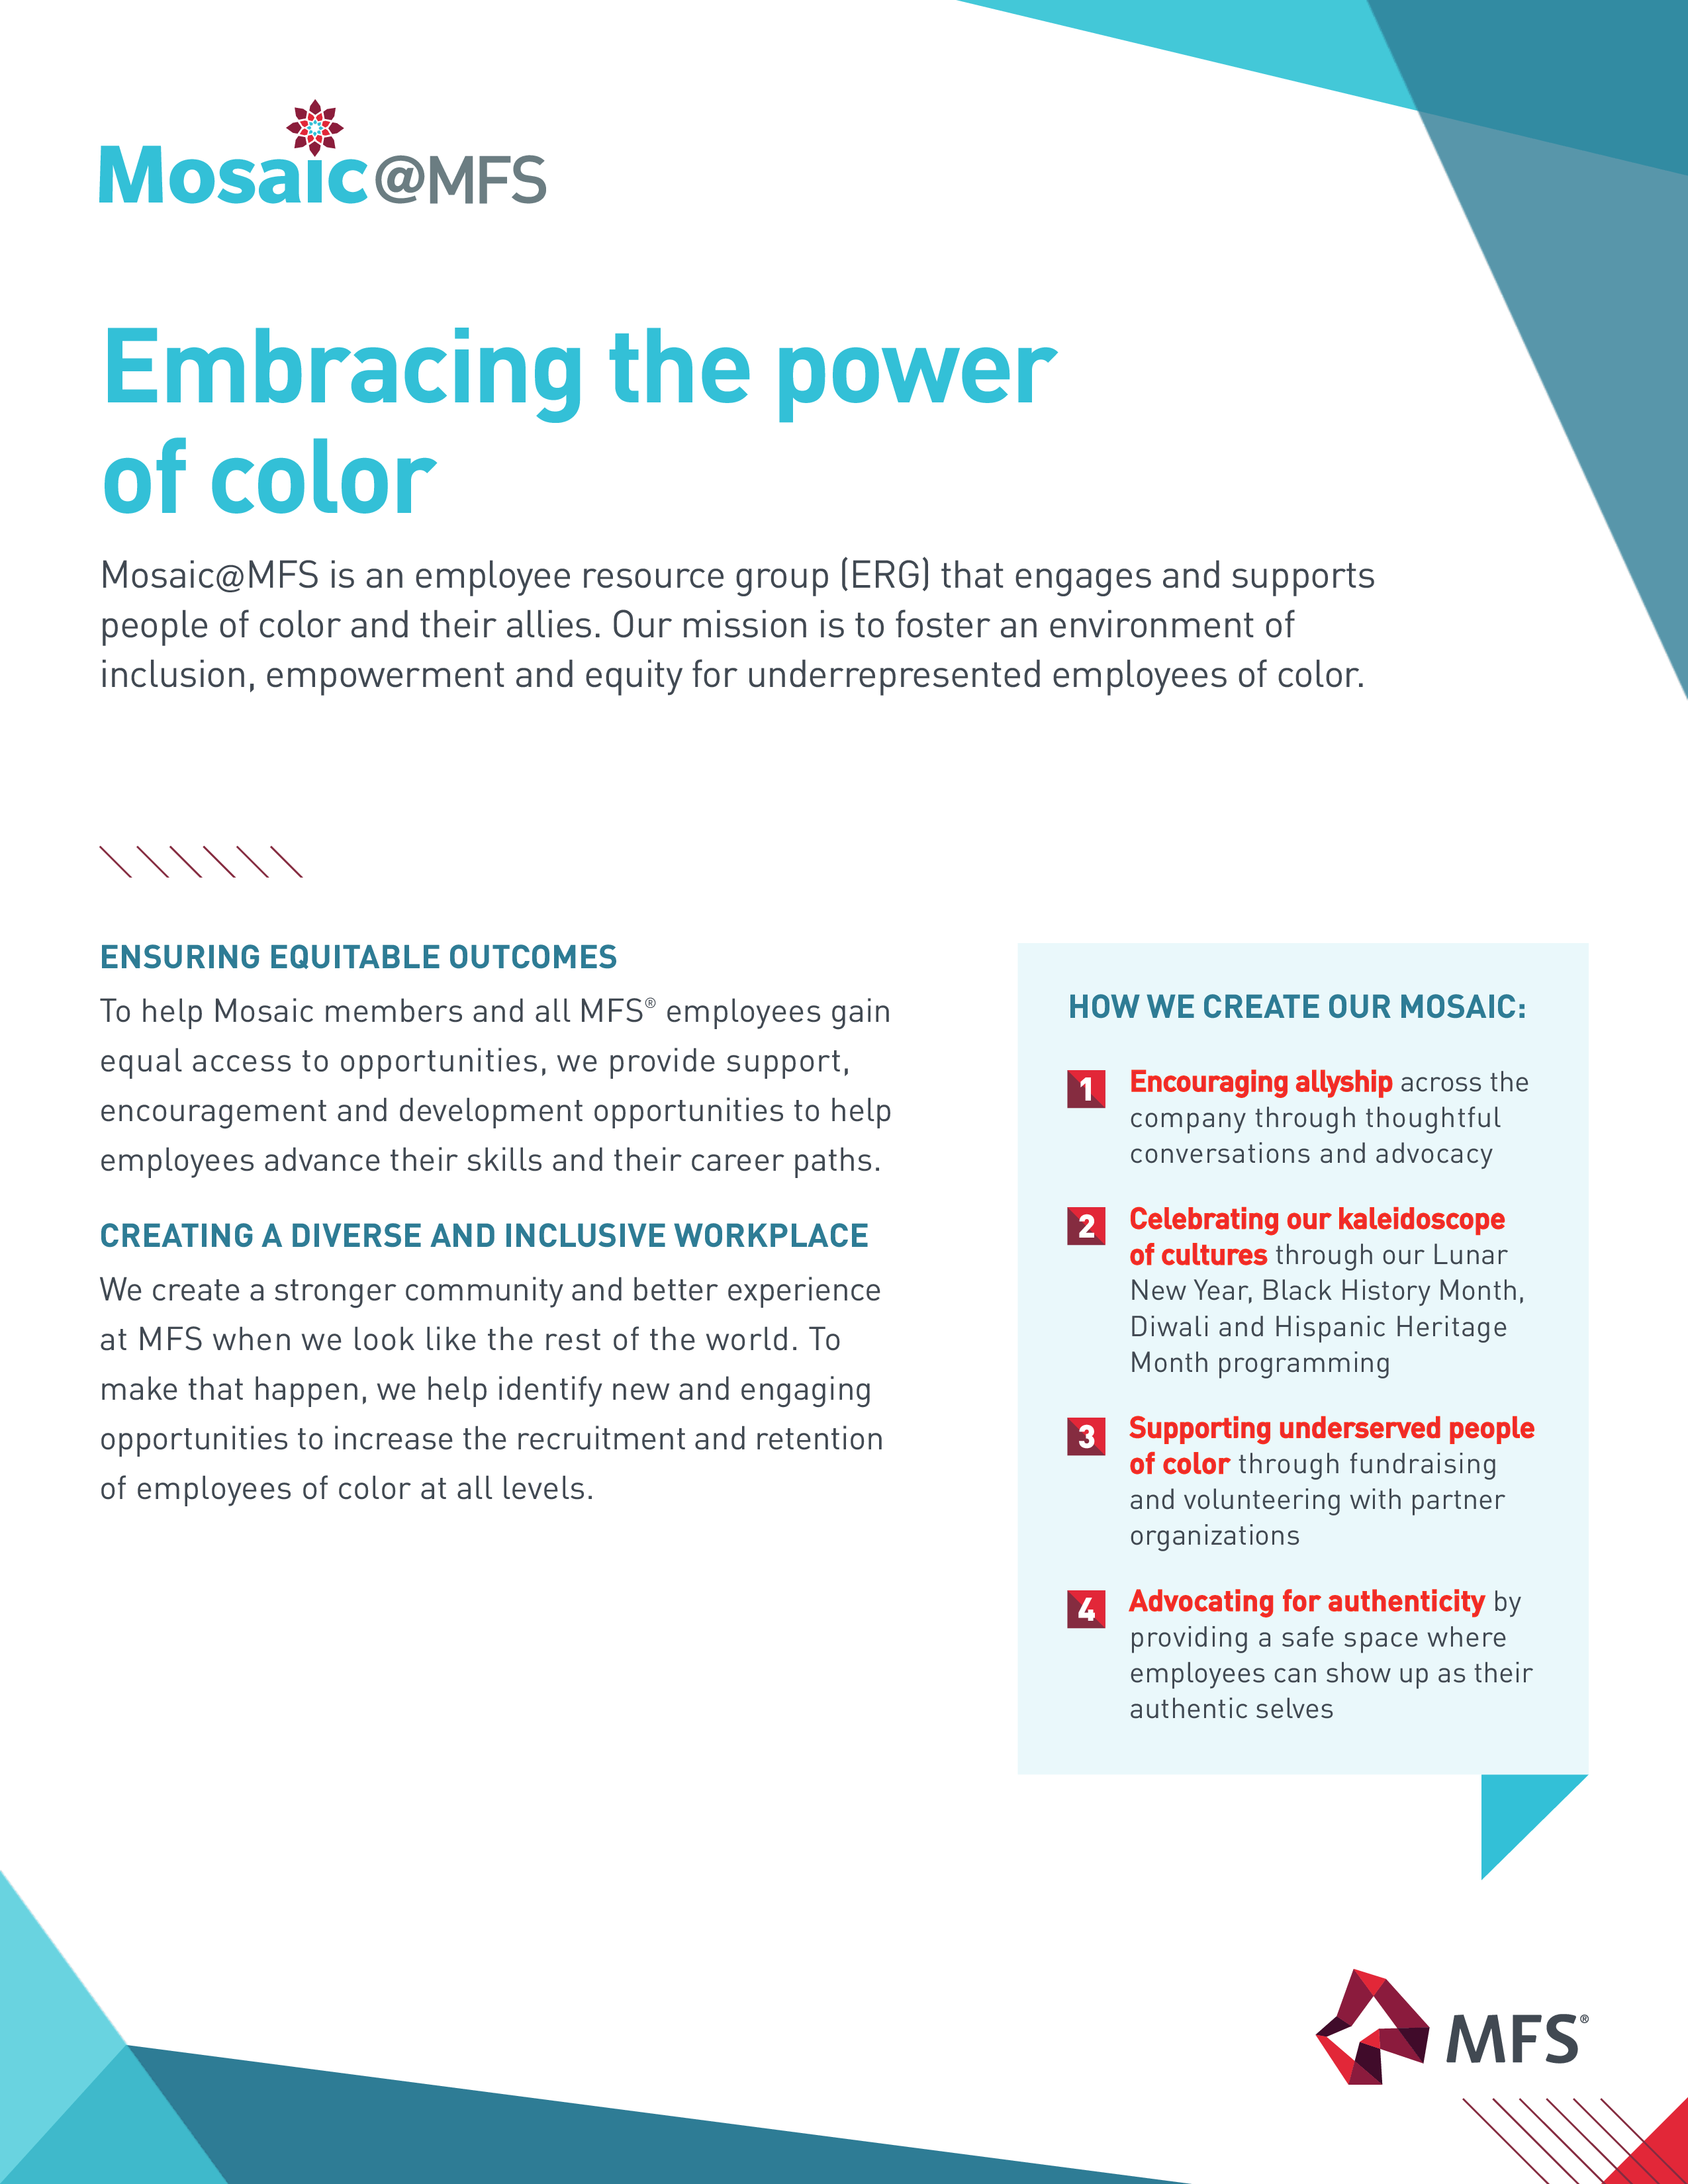 Mosaic@MFS
Embracing the power
of color
Mosaic@MFS is an employee resource group (ERG) that engages and supports
people of color and their allies. Our mission is to foster an environment of
inclusion, empowerment and equity for underrepresented employees of color.
ENSURING EQUITABLE OUTCOMES
To help Mosaic members and all MFS® employees gain
equal access to opportunities, we provide support,
encouragement and development opportunities to help
employees advance their skills and their career paths.
CREATING A DIVERSE AND INCLUSIVE WORKPLACE
We create a stronger community and better experience
at MFS when we look like the rest of the world. To
make that happen, we help identify new and engaging
opportunities to increase the recruitment and retention
of employees of color at all levels.
HOW WE CREATE OUR MOSAIC:
1 Encouraging allyship across the
company through thoughtful
conversations and advocacy
2 Celebrating our kaleidoscope
of cultures through our Lunar
New Year, Black History Month,
Diwali and Hispanic Heritage
Month programming
3 Supporting underserved people
of color through fundraising
and volunteering with partner
organizations
4 Advocating for authenticity by
providing a safe space where
employees can show up as their
authentic selves
MFS®